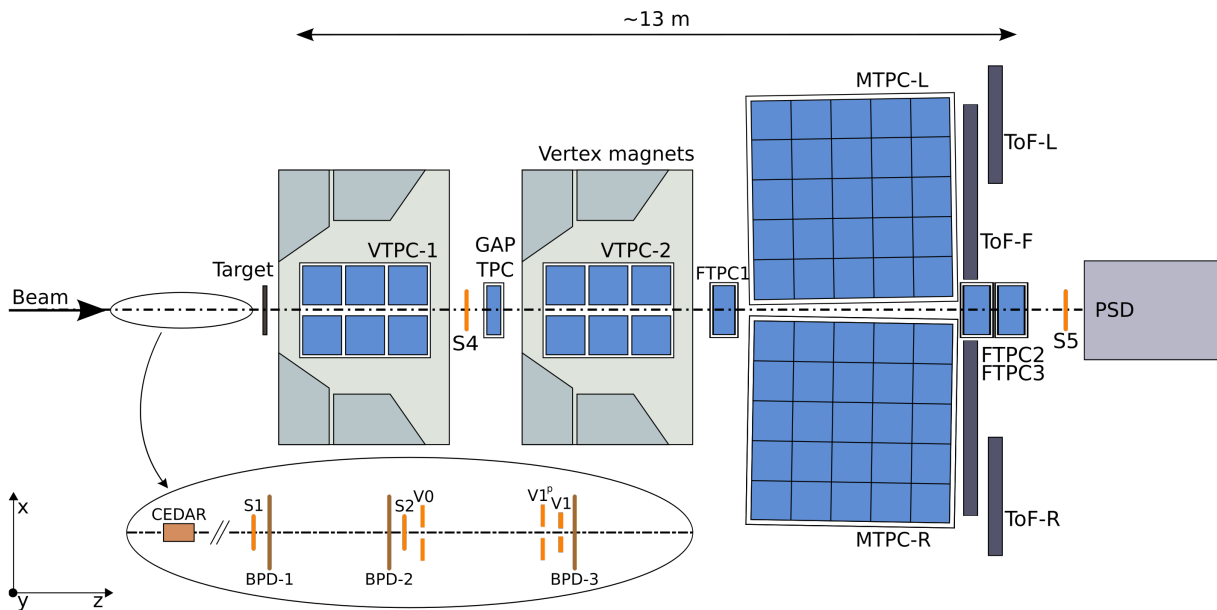 ~13 m
MTPC-L
ToF-L
Vertex magnets
VTPC-1
GAP
TPC
VTPC-2
ToF-F
Target
FTPC1
Beam
PSD
S4
S5
FTPC2
FTPC3
x
CEDAR
S1
S2
V0
V1p
V1
ToF-R
MTPC-R
BPD-1
BPD-2
BPD-3
y
z